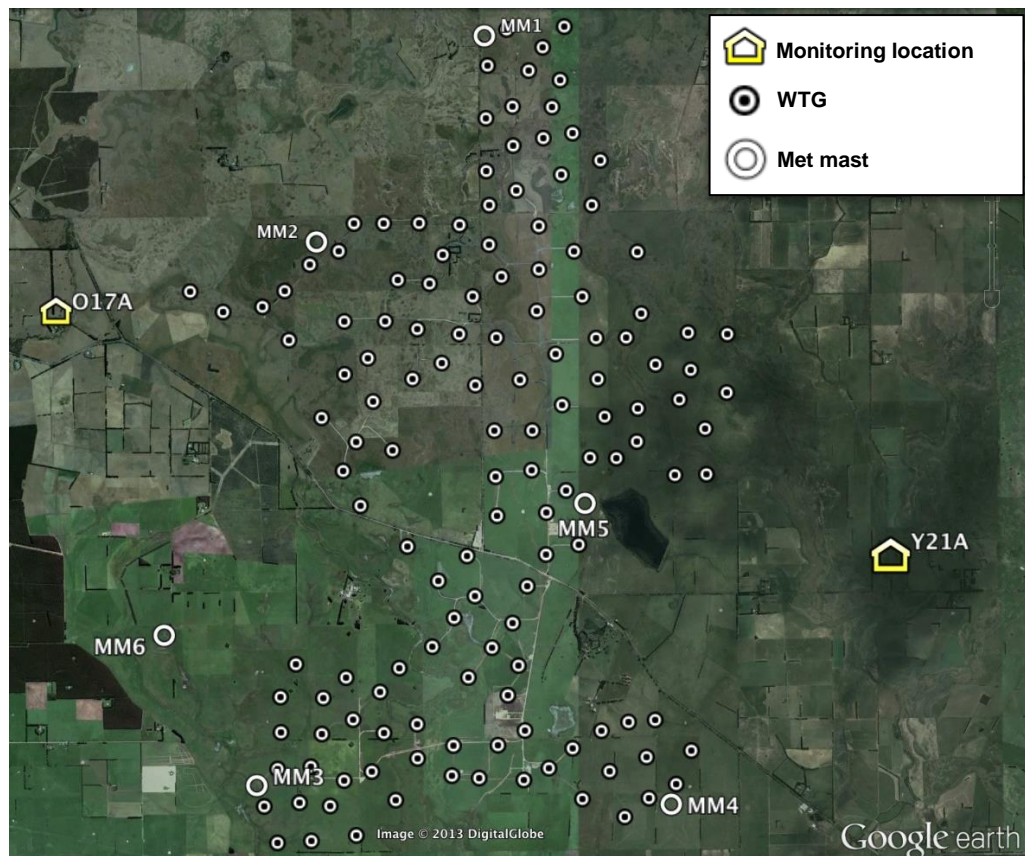 MM1
Monitoring location
WTG
Met mast
MM2
O17A
MM5
Y21A
MM6
MM3
MM4
Image © 2013 DigitalGlobe
Google earth